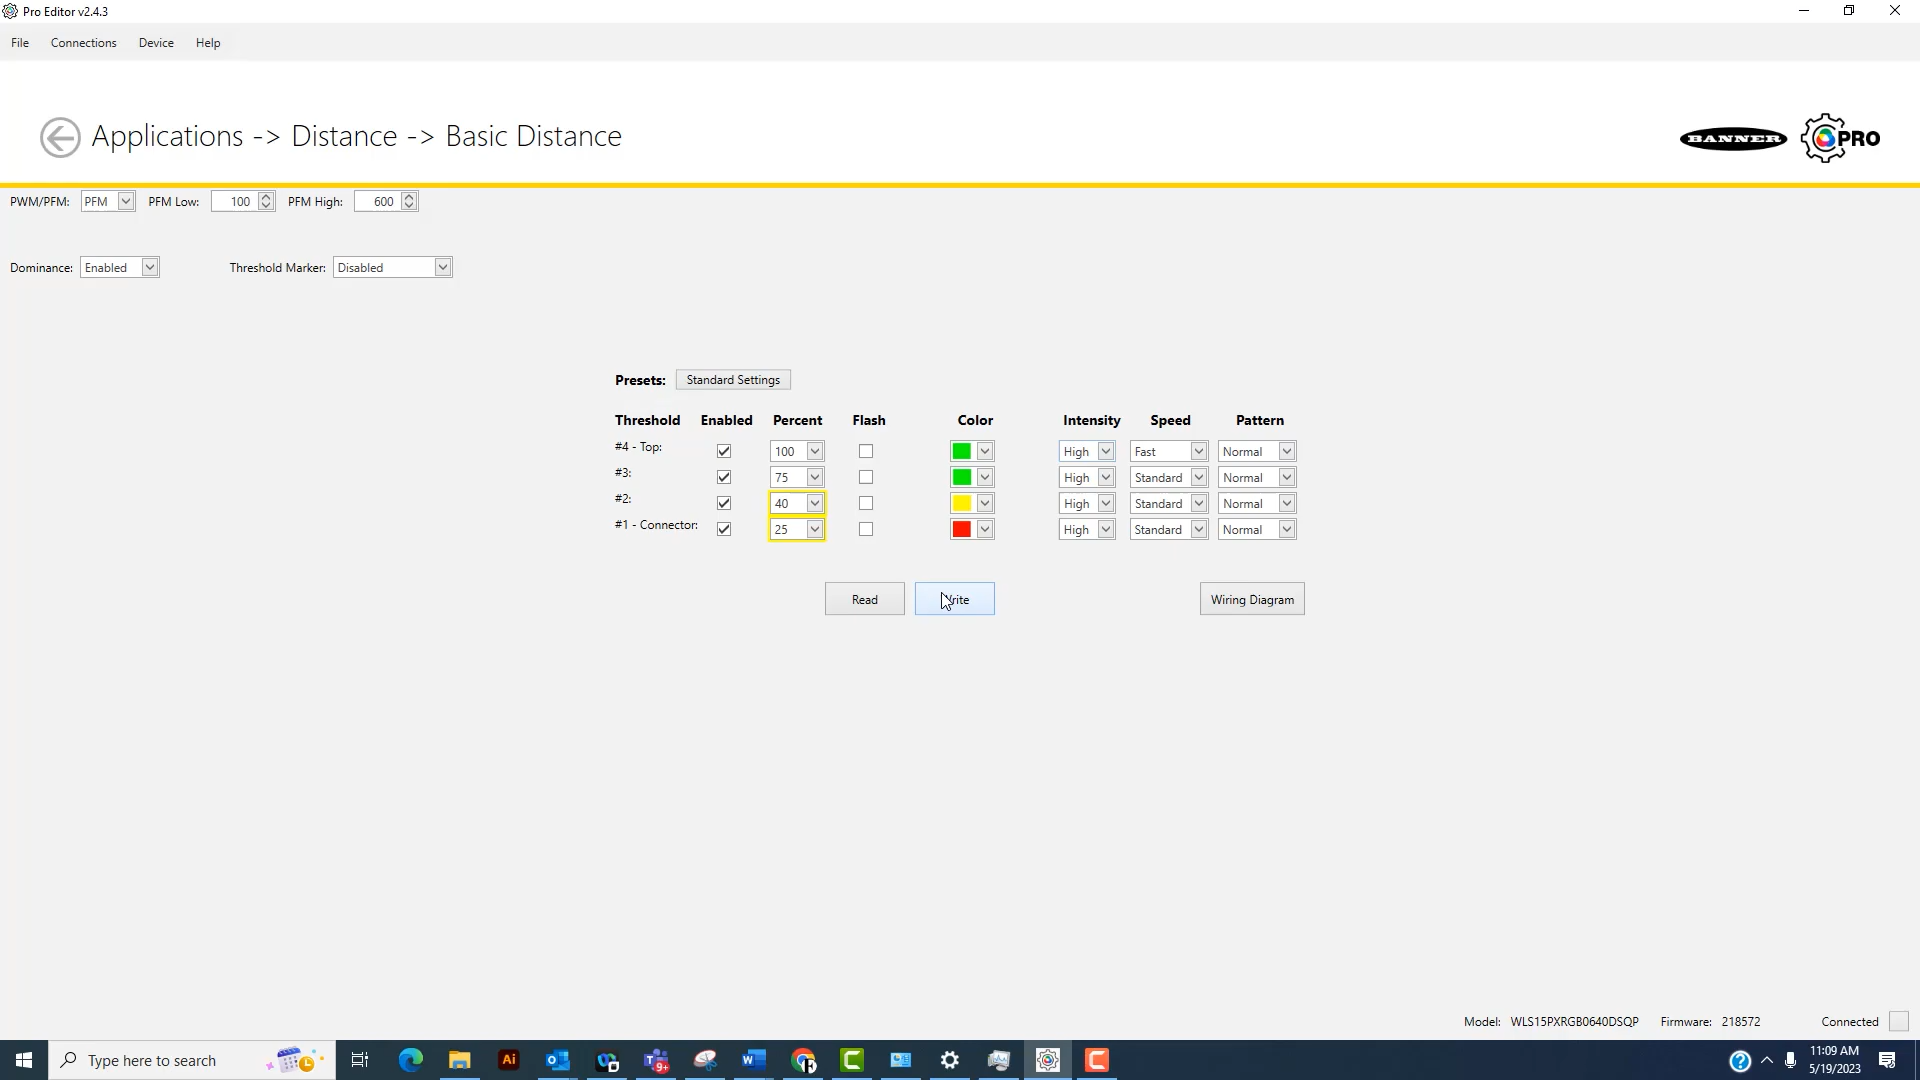 Pro Editor v2.4.3
File Connections Device Help
Applications -> Distance -> Basic Distance
BANNER PRO
PWM/PFM: PFM PFM Low: 100 PFM High: 600
Dominance: Enabled Threshold Marker: Disabled
Presets: Standard Settings
Threshold Enabled Percent Flash Color Intensity Speed Pattern
#4 - Top: 100 High Fast Normal
#3: 75 High Standard Normal
#2: 40 High Standard Normal
#1 - Connector: 25 High Standard Normal
Read Write Wiring Diagram
Model: WLS15PXRGB0640DSQP Firmware: 218572 Connected
Type here to search
Ai
9+
11:09 AM
5/19/2023